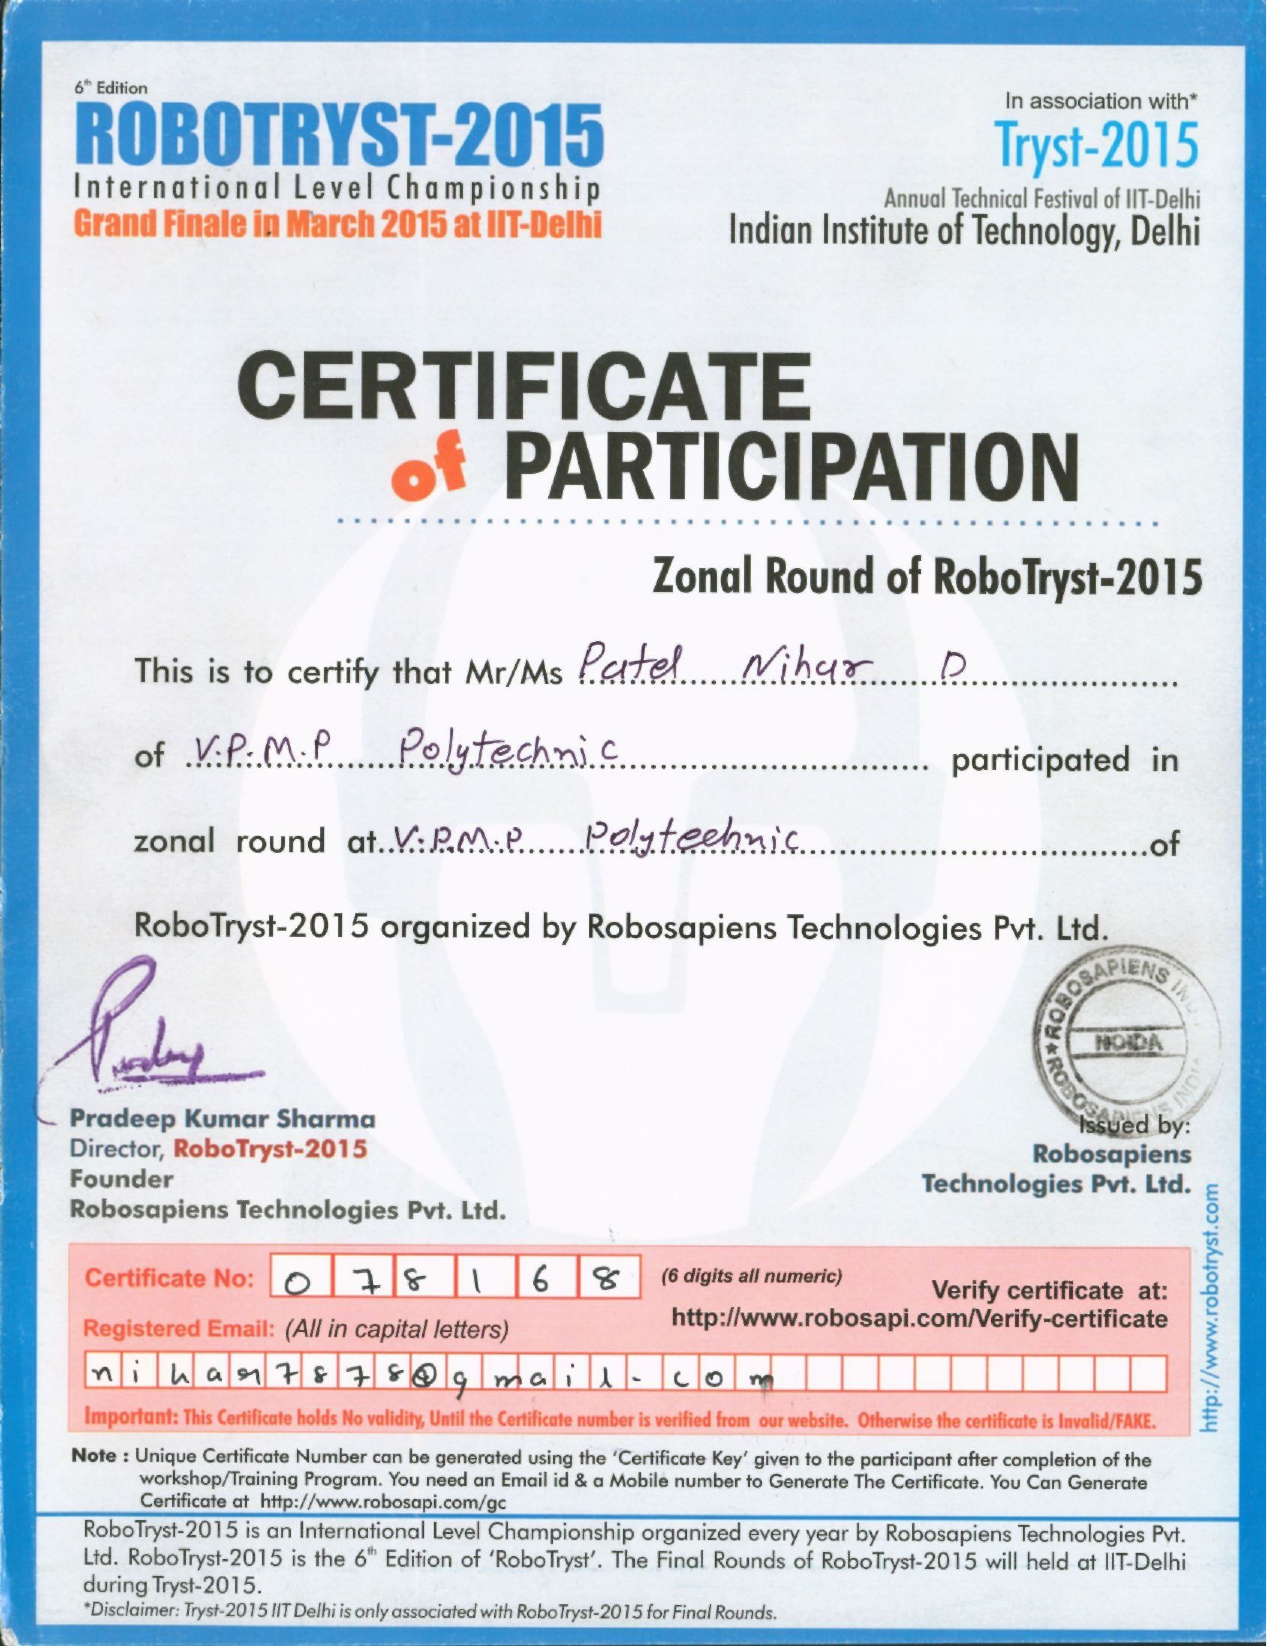 6th Edition
ROBOTRYST-2015
International Level Championship
Grand Finale in March 2015 at IIT-Delhi
In association with*
Tryst-2015
Annual Technical Festival of IIT-Delhi
Indian Institute of Technology, Delhi
CERTIFICATE
of PARTICIPATION
Zonal Round of RoboTryst-2015
This is to certify that Mr/Ms Patel Nihar D
of V.P.M.P Polytechnic participated in
zonal round at V.P.M.P Polytechnic of
RoboTryst-2015 organized by Robosapiens Technologies Pvt. Ltd.
ROBOSAPIENS INDIA
NOIDA
ROBOSAPIENS INDIA
Pradeep Kumar Sharma
Director, RoboTryst-2015
Founder
Robosapiens Technologies Pvt. Ltd.
Issued by:
Robosapiens
Technologies Pvt. Ltd.
http://www.robotryst.com
Certificate No: 078168 (6 digits all numeric)
Verify certificate at:
http://www.robosapi.com/Verify-certificate
Registered Email: (All in capital letters)
nihar7878@gmail.com
Important: This Certificate holds No validity, Until the Certificate number is verified from our website. Otherwise the certificate is Invalid/FAKE.
Note : Unique Certificate Number can be generated using the 'Certificate Key' given to the participant after completion of the
workshop/Training Program. You need an Email id & a Mobile number to Generate The Certificate. You Can Generate
Certificate at http://www.robosapi.com/gc
RoboTryst-2015 is an International Level Championship organized every year by Robosapiens Technologies Pvt.
Ltd. RoboTryst-2015 is the 6th Edition of 'RoboTryst'. The Final Rounds of RoboTryst-2015 will held at IIT-Delhi
during Tryst-2015.
*Disclaimer: Tryst-2015 IIT Delhi is only associated with RoboTryst-2015 for Final Rounds.